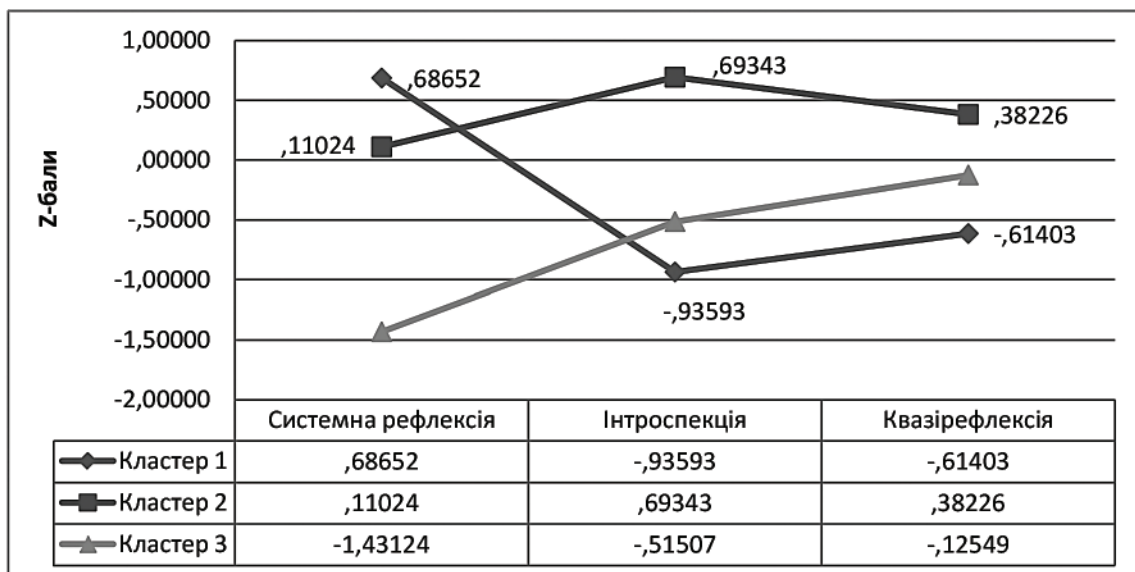 1,00000
,68652
,69343
,50000
,38226
,11024
,00000
Z-бали
-,50000
-,61403
-1,00000
-,93593
-1,50000
-2,00000
Системна рефлексія Інтроспекція Квазірефлексія
Кластер 1 ,68652 -,93593 -,61403
Кластер 2 ,11024 ,69343 ,38226
Кластер 3 -1,43124 -,51507 -,12549